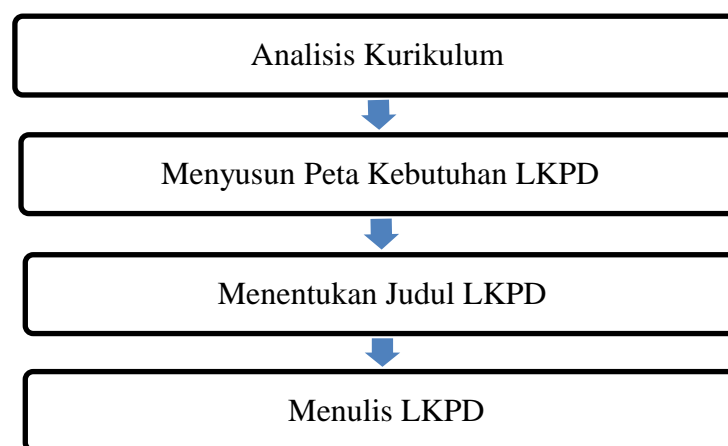 Analisis Kurikulum
Menyusun Peta Kebutuhan LKPD
Menentukan Judul LKPD
Menulis LKPD